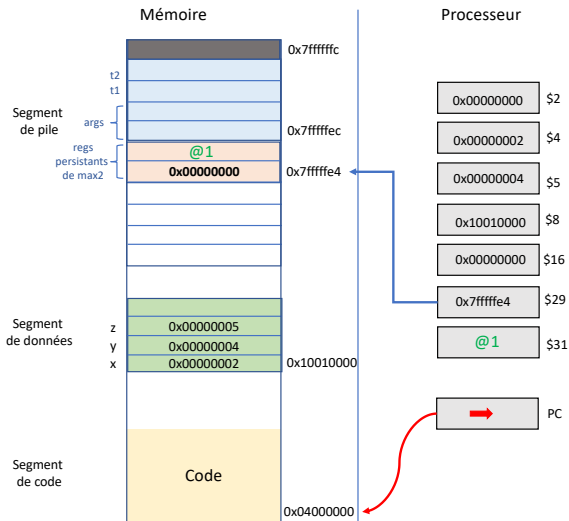 Mémoire
Processeur
0x7ffffffc
t2
t1
args
Segment
de pile
0x7fffffec
regs
persistants
de max2
@1
0x00000000
0x7fffffe4
0x00000000 $2
0x00000002 $4
0x00000004 $5
0x10010000 $8
0x00000000 $16
0x7fffffe4 $29
@1 $31
PC
Segment
de données
z 0x00000005
y 0x00000004
x 0x00000002
0x10010000
Segment
de code
Code
0x04000000